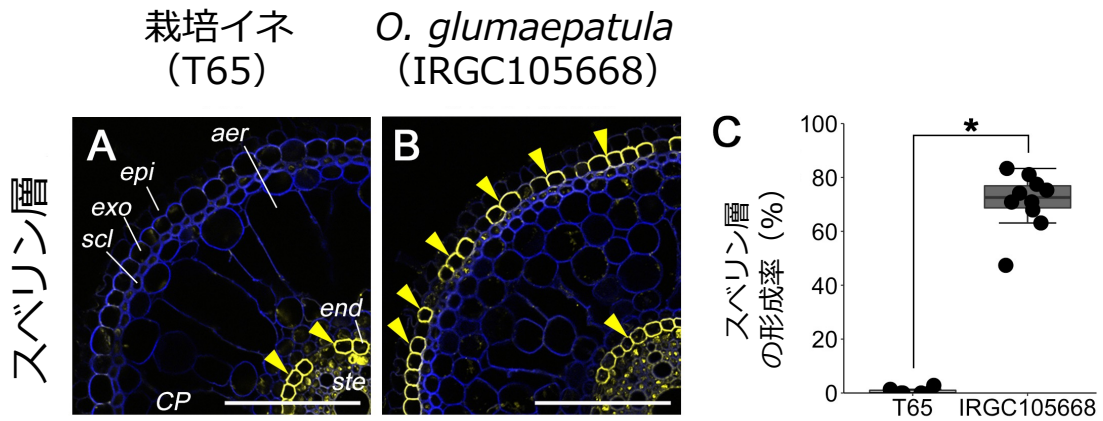 栽培イネ
（T65）
O. glumaepatula
（IRGC105668）
スベリン層
A
aer
epi
exo
scl
end
ste
CP
B
C
*
スベリン層
の形成率（%）
100
80
60
40
20
0
T65
IRGC105668